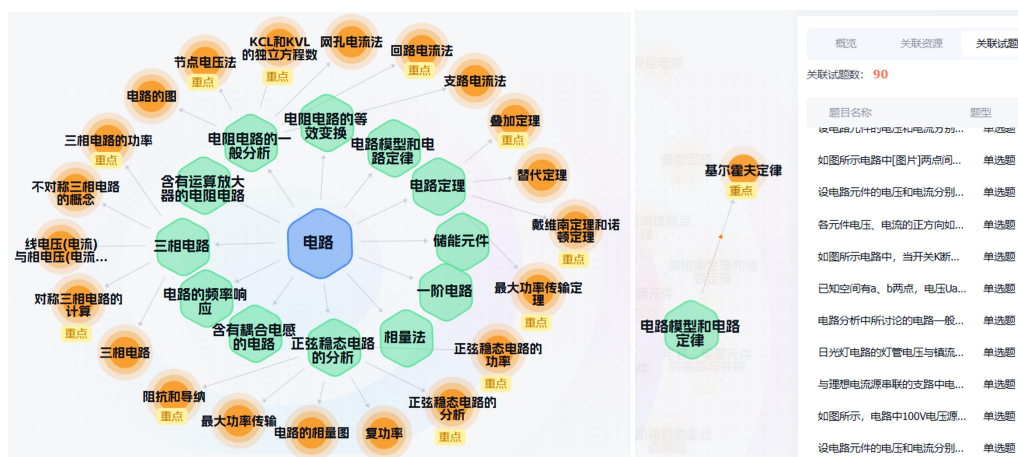 KCL和KVL
的独立方程数
重点
网孔电流法
回路电流法
重点
节点电压法
重点
支路电流法
电路的图
叠加定理
重点
三相电路的功率
重点
电阻电路的一
般分析
电阻电路的等
效变换
电路模型和电
路定律
替代定理
不对称三相电路
的概念
含有运算放大
器的电阻电路
电路定理
戴维南定理和诺
顿定理
重点
线电压(电流)
与相电压(电流...
三相电路
电路
储能元件
对称三相电路的
计算
重点
电路的频率响
应
一阶电路
最大功率传输定
理
重点
三相电路
含有耦合电感
的电路
正弦稳态电路
的分析
相量法
正弦稳态电路的
功率
重点
阻抗和导纳
重点
最大功率传输
电路的相量图
复功率
正弦稳态电路的
分析
重点
基尔霍夫定律
重点
电路模型和电路
定律
概览
关联资源
关联试题
关联试题数： 90
题目名称
题型
设电路元件的电压和电流分别... 单选题
如图所示电路中[图片]两点间... 单选题
设电路元件的电压和电流分别... 单选题
各元件电压、电流的正方向如... 单选题
如图所示电路中，当开关K断... 单选题
已知空间有a、b两点，电压Ua... 单选题
电路分析中所讨论的电路一般... 单选题
日光灯电路的灯管电压与镇流... 单选题
与理想电流源串联的支路中电... 单选题
如图所示，电路中100V电压源... 单选题
设电路元件的电压和电流分别... 单选题